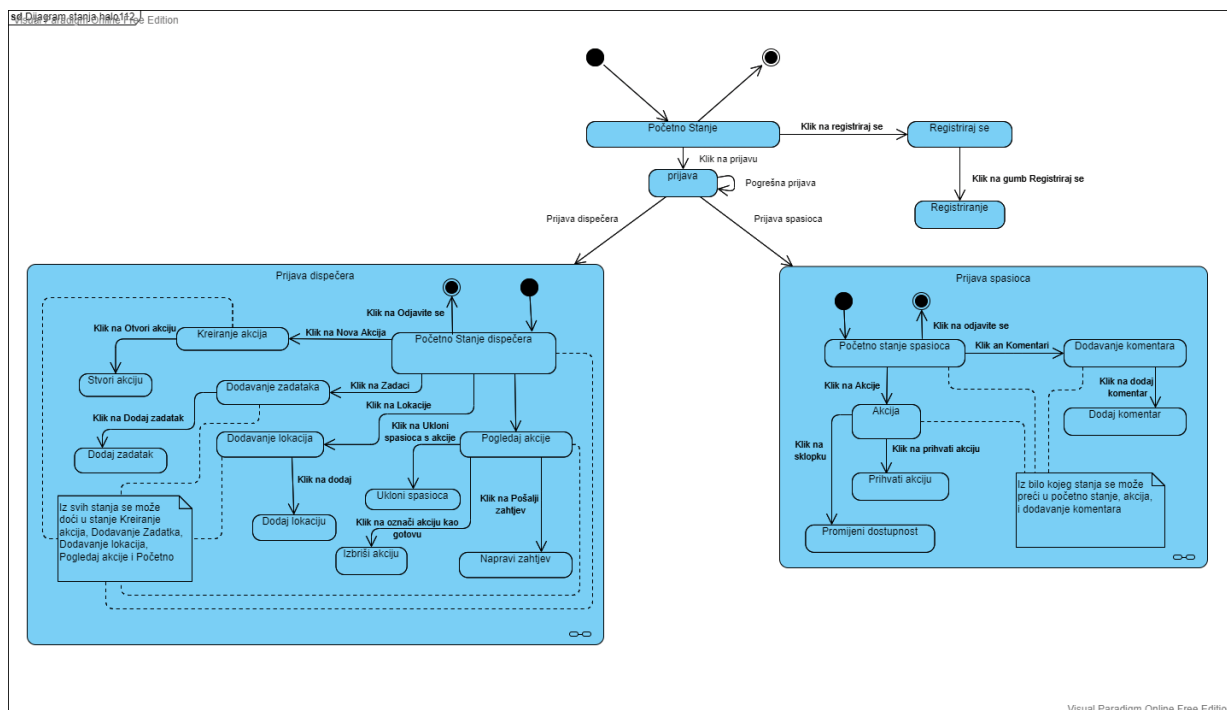 sd Dijagram stanja halo112
Visual Paradigm Online Free Edition
Početno Stanje
Klik na registriraj se
Registriraj se
Klik na prijavu
prijava
Pogrešna prijava
Klik na gumb Registriraj se
Registriranje
Prijava dispečera
Prijava spasioca
Prijava dispečera
Klik na Odjavite se
Klik na Otvori akciju
Kreiranje akcija
Klik na Nova Akcija
Početno Stanje dispečera
Stvori akciju
Dodavanje zadataka
Klik na Zadaci
Klik na Lokacije
Klik na Dodaj zadatak
Klik na Ukloni
spasioca s akcije
Dodavanje lokacija
Pogledaj akcije
Dodaj zadatak
Klik na dodaj
Ukloni spasioca
Klik na Pošalji
zahtjev
Iz svih stanja se može
doći u stanje Kreiranje
akcija, Dodavanje Zadatka,
Dodavanje lokacija,
Pogledaj akcije i Početno
Dodaj lokaciju
Klik na označi akciju kao
gotovu
Izbriši akciju
Napravi zahtjev
Prijava spasioca
Klik na odjavite se
Početno stanje spasioca
Klik an Komentari
Dodavanje komentara
Klik na Akcije
Klik na dodaj
komentar
Akcija
Dodaj komentar
Klik na
sklopku
Klik na prihvati akciju
Prihvati akciju
Iz bilo kojeg stanja se može
preći u početno stanje, akcija,
i dodavanje komentara
Promijeni dostupnost
Visual Paradigm Online Free Edition